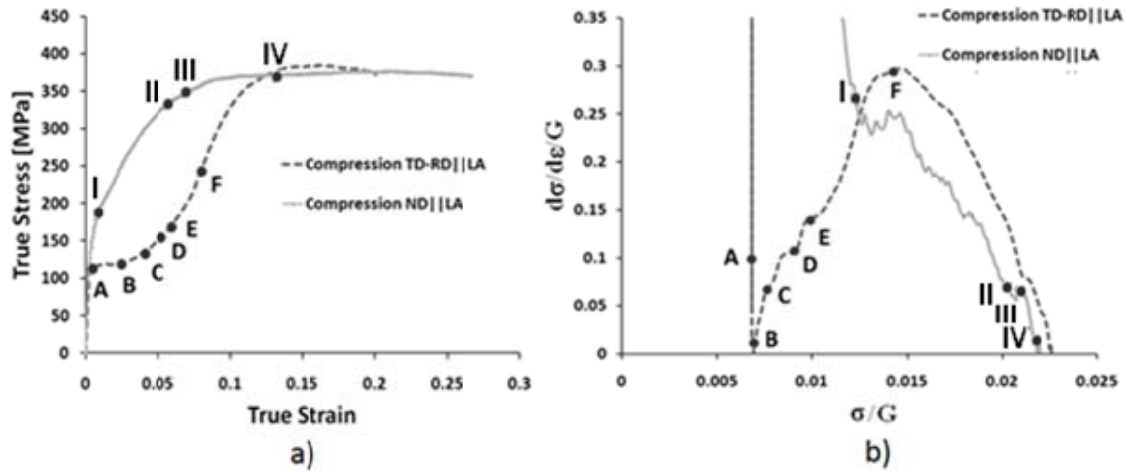 450
400
350
300
250
200
150
100
50
0
True Stress [MPa]
I
II
III
IV
A
B
C
D
E
F
Compression TD-RD||LA
Compression ND||LA
0 0.05 0.1 0.15 0.2 0.25 0.3
True Strain
a)
0.35
0.3
0.25
0.2
0.15
0.1
0.05
0
dσ/dε/G
Compression TD-RD||LA
Compression ND||LA
I
F
A
E
D
C
B
II
III
IV
0 0.005 0.01 0.015 0.02 0.025
σ/G
b)